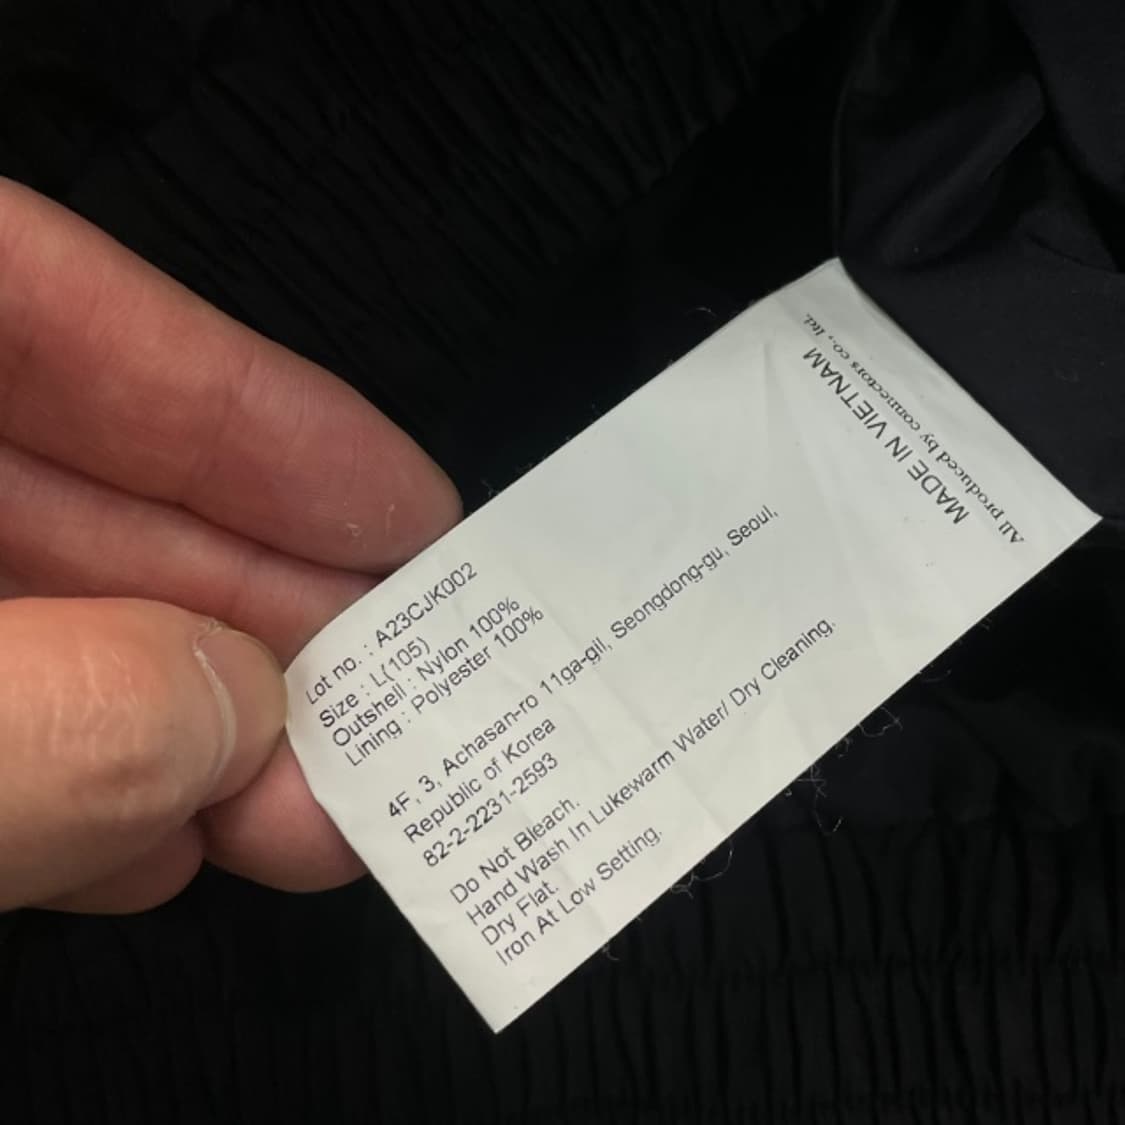 Lot no. : A23CJK002
Size : L(105)
Outshell : Nylon 100%
Lining : Polyester 100%
4F, 3, Achasan-ro 11ga-gil, Seongdong-gu, Seoul,
Republic of Korea
82-2-2231-2593
Do Not Bleach.
Hand Wash In Lukewarm Water/ Dry Cleaning.
Dry Flat.
Iron At Low Setting.
MADE IN VIETNAM
All produced by connectors co., ltd.